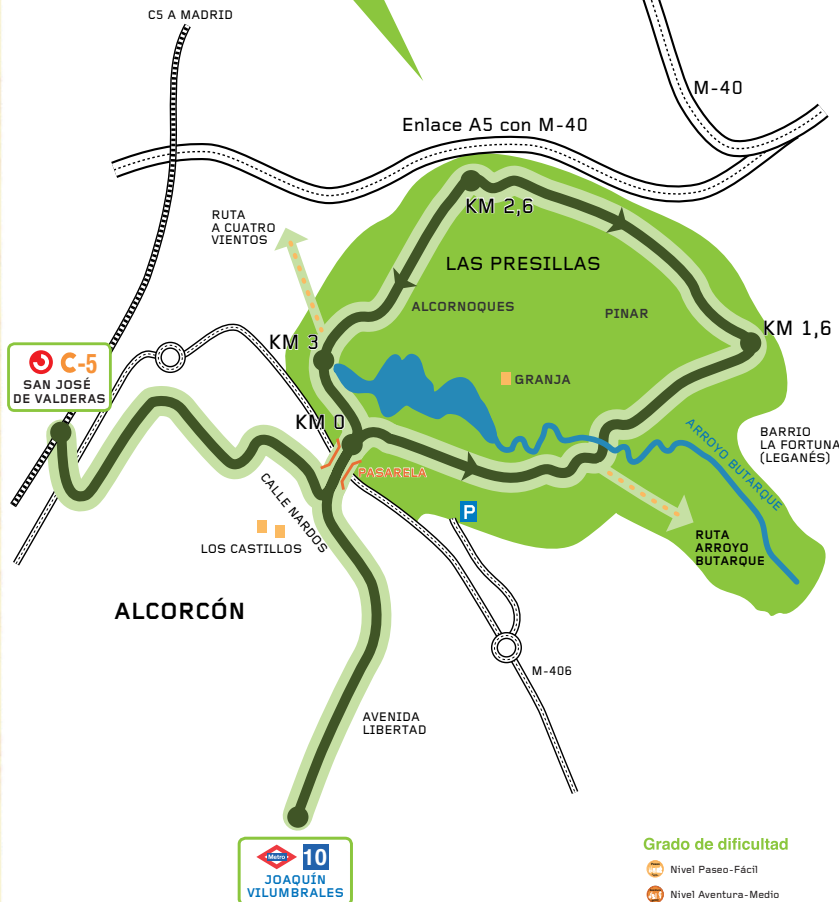 C5 A MADRID
M-40
Enlace A5 con M-40
KM 2,6
RUTA
A CUATRO
VIENTOS
LAS PRESILLAS
ALCORNOQUES
PINAR
KM 3
KM 1,6
C-5
SAN JOSÉ
DE VALDERAS
GRANJA
KM 0
ARROYO BUTARQUE
BARRIO
LA FORTUNA
(LEGANÉS)
PASARELA
CALLE NARDOS
P
LOS CASTILLOS
RUTA
ARROYO
BUTARQUE
ALCORCÓN
M-406
AVENIDA
LIBERTAD
Metro 10
JOAQUÍN
VILUMBRALES
Grado de dificultad
Nivel Paseo-Fácil
Nivel Aventura-Medio